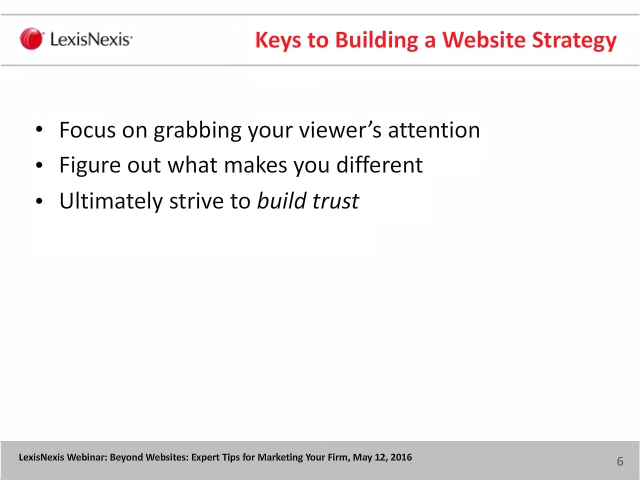 LexisNexis®
Keys to Building a Website Strategy
• Focus on grabbing your viewer’s attention
• Figure out what makes you different
• Ultimately strive to build trust
LexisNexis Webinar: Beyond Websites: Expert Tips for Marketing Your Firm, May 12, 2016
6